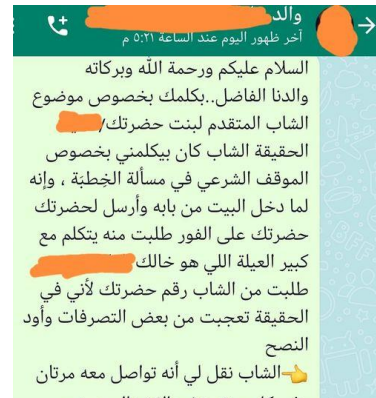 والد
آخر ظهور اليوم عند الساعة ٥:٢١ م
السلام عليكم ورحمة الله وبركاته
والدنا الفاضل..بكلمك بخصوص موضوع
الشاب المتقدم لبنت حضرتك/
الحقيقة الشاب كان بيكلمني بخصوص
الموقف الشرعي في مسألة الخِطبَة ، وإنه
لما دخل البيت من بابه وأرسل لحضرتك
حضرتك على الفور طلبت منه يتكلم مع
كبير العيلة اللي هو خالك
طلبت من الشاب رقم حضرتك لأني في
الحقيقة تعجبت من بعض التصرفات وأود
النصح
👈الشاب نقل لي أنه تواصل معه مرتان